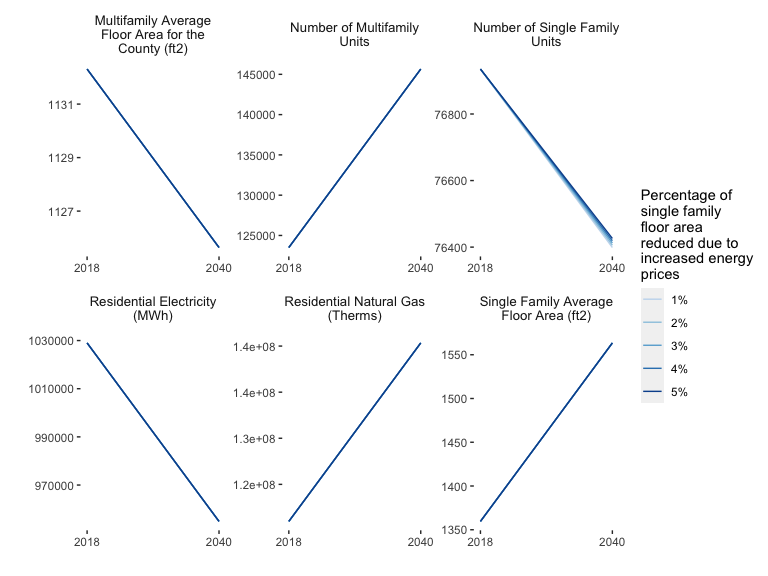 Multifamily Average
Floor Area for the
County (ft2)
1131
1129
1127
2018
2040
Number of Multifamily
Units
145000
140000
135000
130000
125000
2018
2040
Number of Single Family
Units
76800
76600
76400
2018
2040
Residential Electricity
(MWh)
1030000
1010000
990000
970000
2018
2040
Residential Natural Gas
(Therms)
1.4e+08
1.4e+08
1.3e+08
1.2e+08
2018
2040
Single Family Average
Floor Area (ft2)
1550
1500
1450
1400
1350
2018
2040
Percentage of
single family
floor area
reduced due to
increased energy
prices
1%
2%
3%
4%
5%